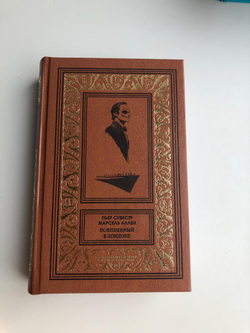 ПЬЕР СУВЕСТР
МАРСЕЛЬ АЛЛЕН
ПОВЕШЕННЫЙ
В ЛОНДОНЕ